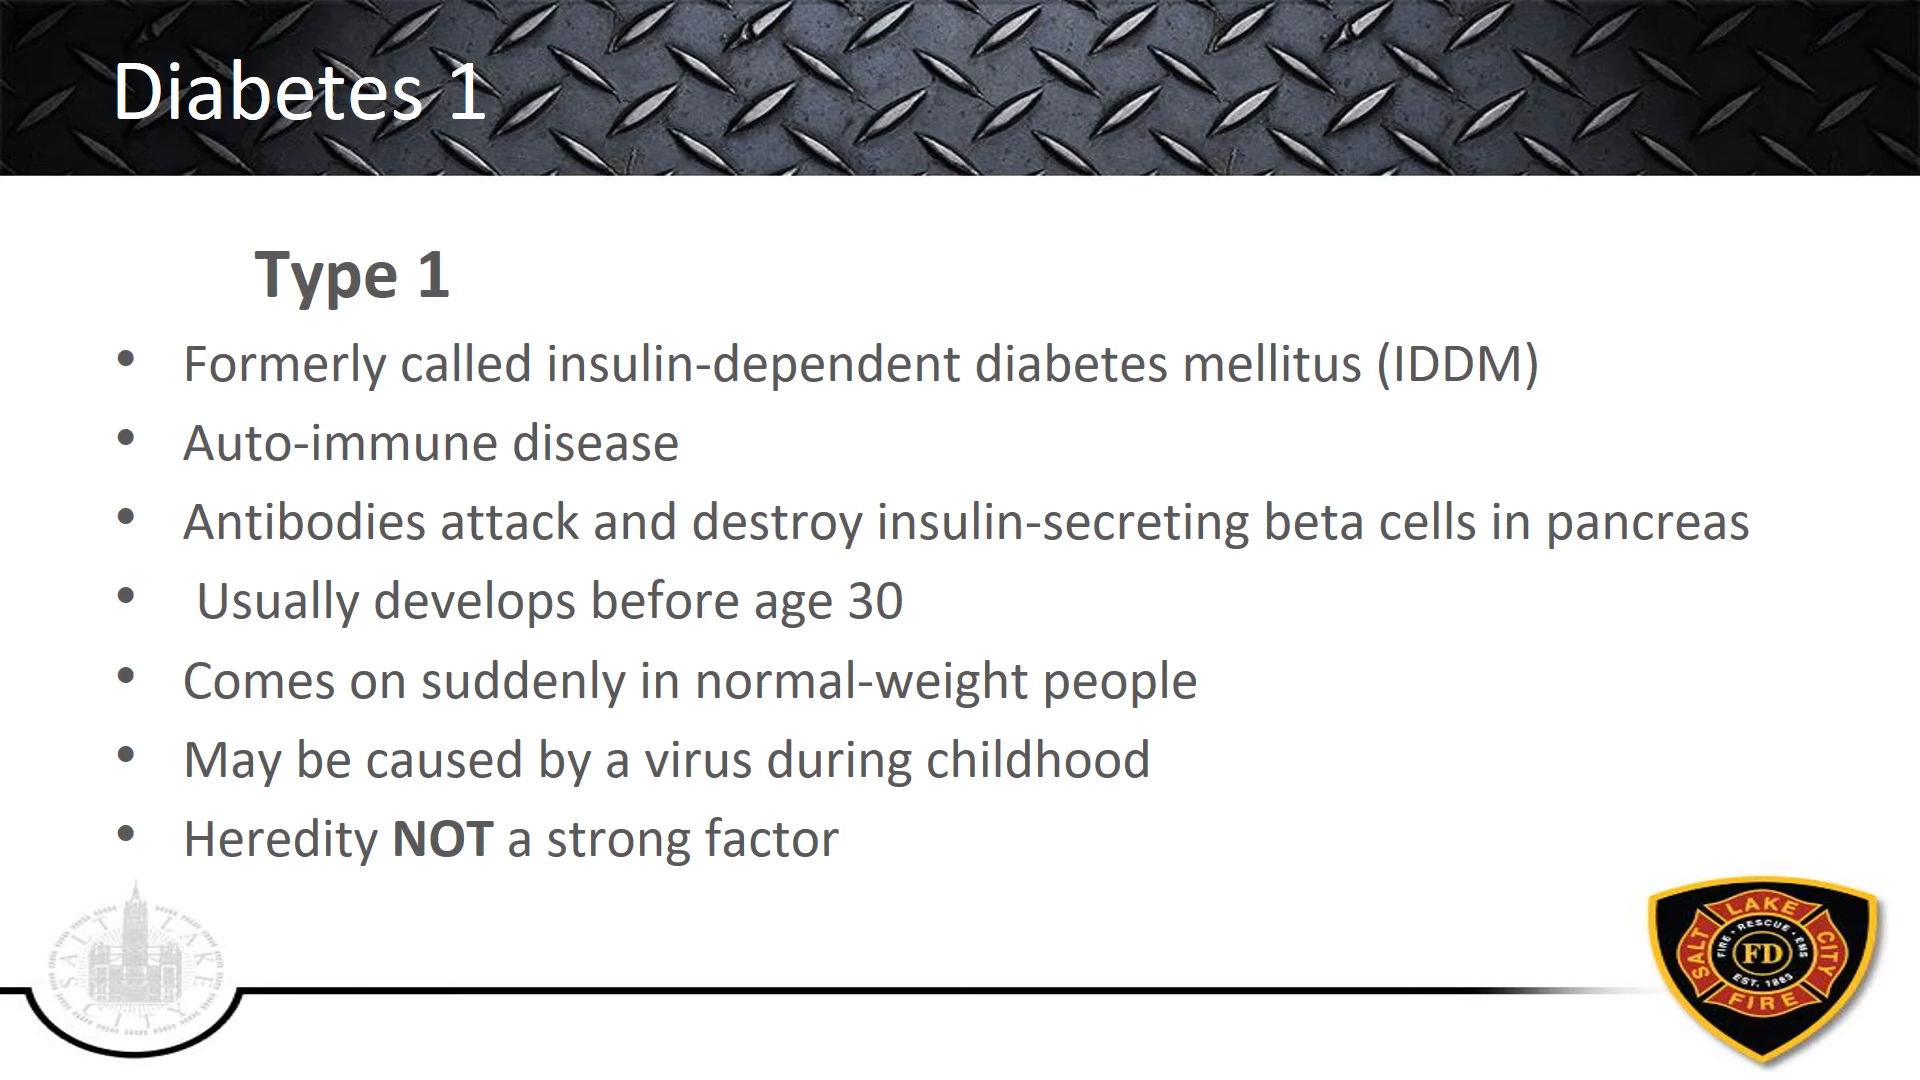 Diabetes 1
Type 1
• Formerly called insulin-dependent diabetes mellitus (IDDM)
• Auto-immune disease
• Antibodies attack and destroy insulin-secreting beta cells in pancreas
• Usually develops before age 30
• Comes on suddenly in normal-weight people
• May be caused by a virus during childhood
• Heredity NOT a strong factor
SALT LAKE CITY
SALT LAKE CITY FIRE
FIRE • RESCUE • EMS
FD
EST. 1883